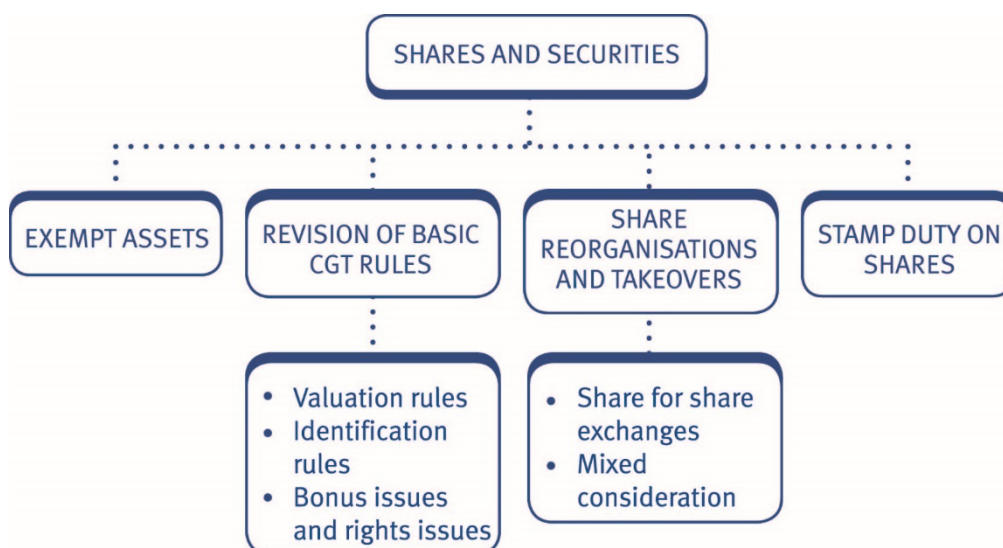 SHARES AND SECURITIES
EXEMPT ASSETS
REVISION OF BASIC
CGT RULES
SHARE
REORGANISATIONS
AND TAKEOVERS
STAMP DUTY ON
SHARES
• Valuation rules
• Identification
rules
• Bonus issues
and rights issues
• Share for share
exchanges
• Mixed
consideration